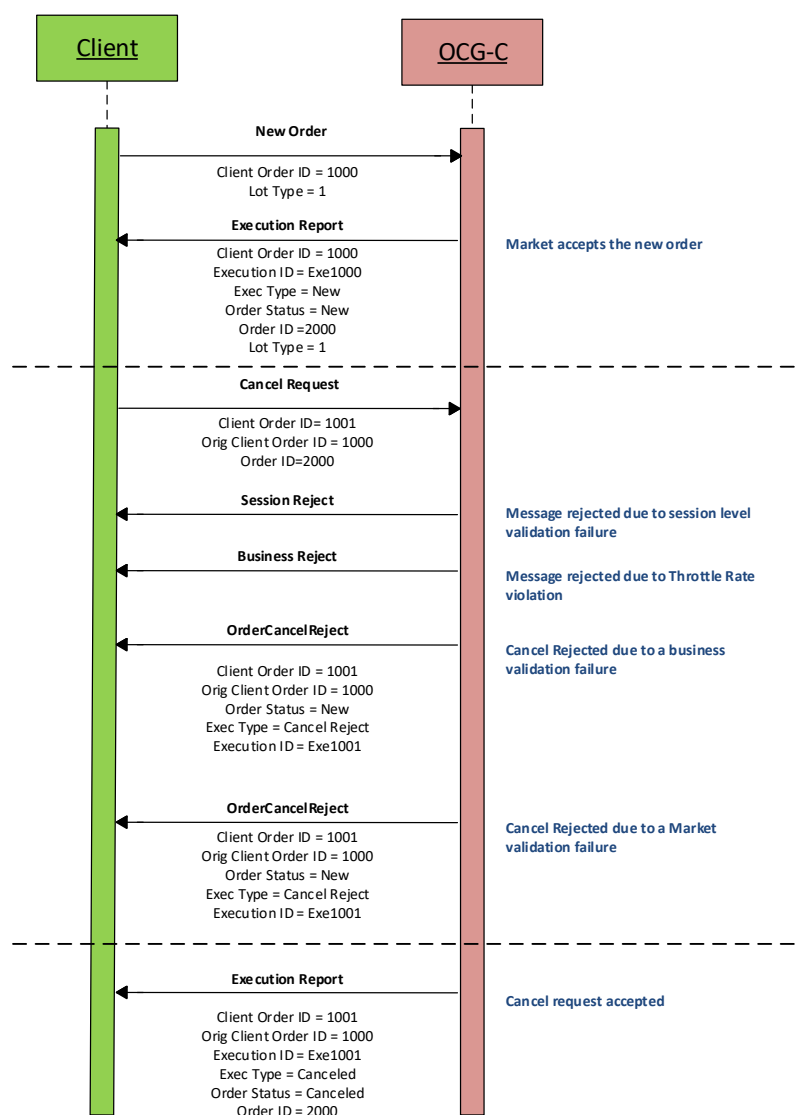 Client
OCG-C
New Order
Client Order ID = 1000
Lot Type = 1
Execution Report
Market accepts the new order
Client Order ID = 1000
Execution ID = Exe1000
Exec Type = New
Order Status = New
Order ID =2000
Lot Type = 1
Cancel Request
Client Order ID= 1001
Orig Client Order ID = 1000
Order ID=2000
Session Reject
Message rejected due to session level
validation failure
Business Reject
Message rejected due to Throttle Rate
violation
OrderCancelReject
Cancel Rejected due to a business
validation failure
Client Order ID = 1001
Orig Client Order ID = 1000
Order Status = New
Exec Type = Cancel Reject
Execution ID = Exe1001
OrderCancelReject
Cancel Rejected due to a Market
validation failure
Client Order ID = 1001
Orig Client Order ID = 1000
Order Status = New
Exec Type = Cancel Reject
Execution ID = Exe1001
Execution Report
Cancel request accepted
Client Order ID = 1001
Orig Client Order ID = 1000
Execution ID = Exe1001
Exec Type = Canceled
Order Status = Canceled
Order ID = 2000